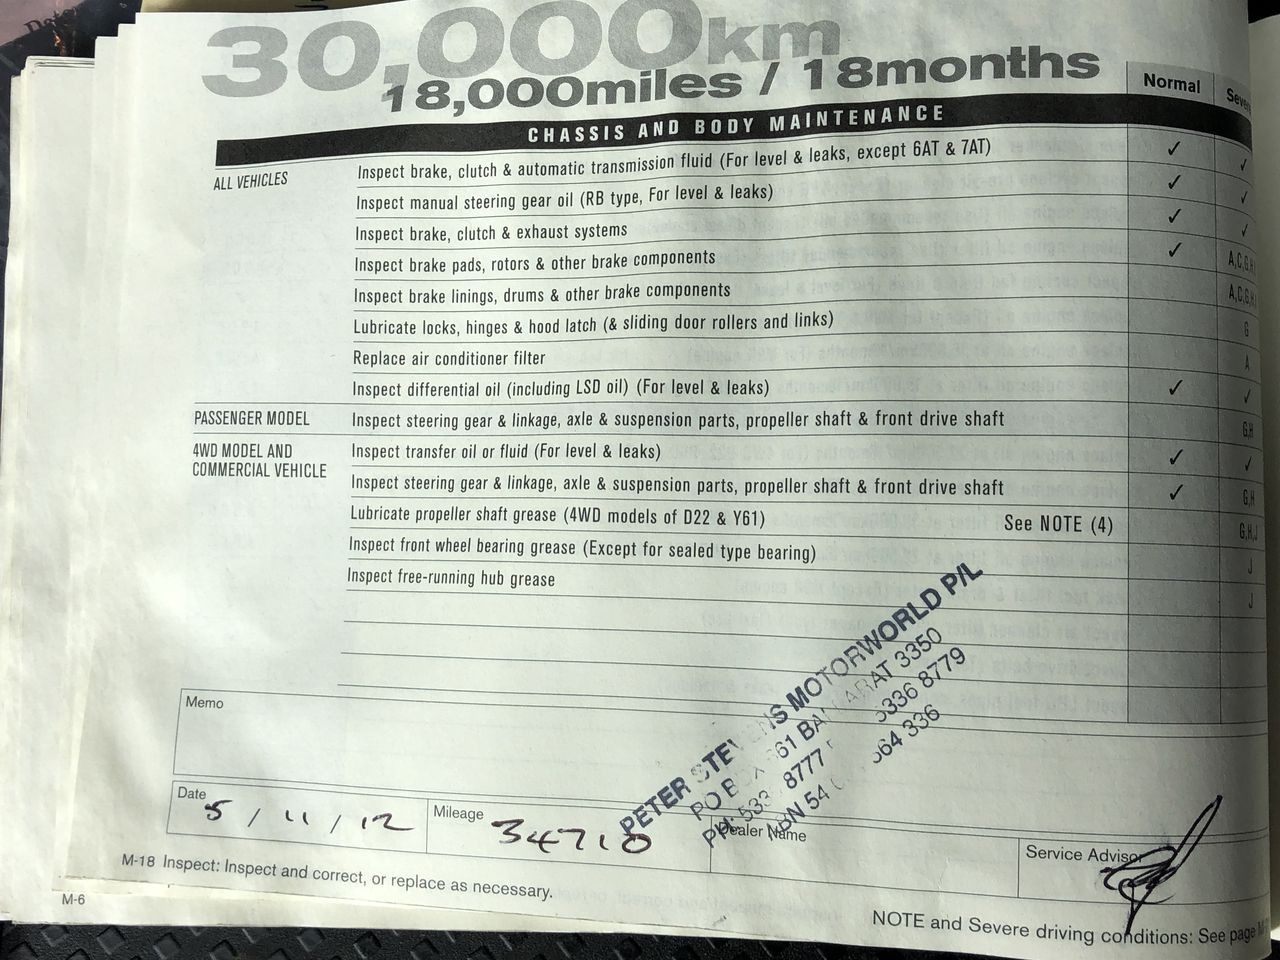 30,000km
18,000miles / 18months
Normal
CHASSIS AND BODY MAINTENANCE
ALL VEHICLES
Inspect brake, clutch & automatic transmission fluid (For level & leaks, except 6AT & 7AT) ✓ ✓
Inspect manual steering gear oil (RB type, For level & leaks) ✓ ✓
Inspect brake, clutch & exhaust systems ✓ ✓
Inspect brake pads, rotors & other brake components ✓ A,C,G,H
Inspect brake linings, drums & other brake components A,C,G,H
Lubricate locks, hinges & hood latch (& sliding door rollers and links) G
Replace air conditioner filter A
Inspect differential oil (including LSD oil) (For level & leaks) ✓ ✓
PASSENGER MODEL Inspect steering gear & linkage, axle & suspension parts, propeller shaft & front drive shaft G,H
4WD MODEL AND
COMMERCIAL VEHICLE
Inspect transfer oil or fluid (For level & leaks) ✓ ✓
Inspect steering gear & linkage, axle & suspension parts, propeller shaft & front drive shaft ✓ G,H
Lubricate propeller shaft grease (4WD models of D22 & Y61) See NOTE (4) G,H,J
Inspect front wheel bearing grease (Except for sealed type bearing) J
Inspect free-running hub grease J
PETER MOTORWORLD P/L
PO 3350
PH: 8777 5336 8779
ABN 54 564 336
Memo
Date 5 / 11 / 12
Mileage 34710
Dealer Name
Service Advisor
M-18 Inspect: Inspect and correct, or replace as necessary.
M-6
NOTE and Severe driving conditions: See page